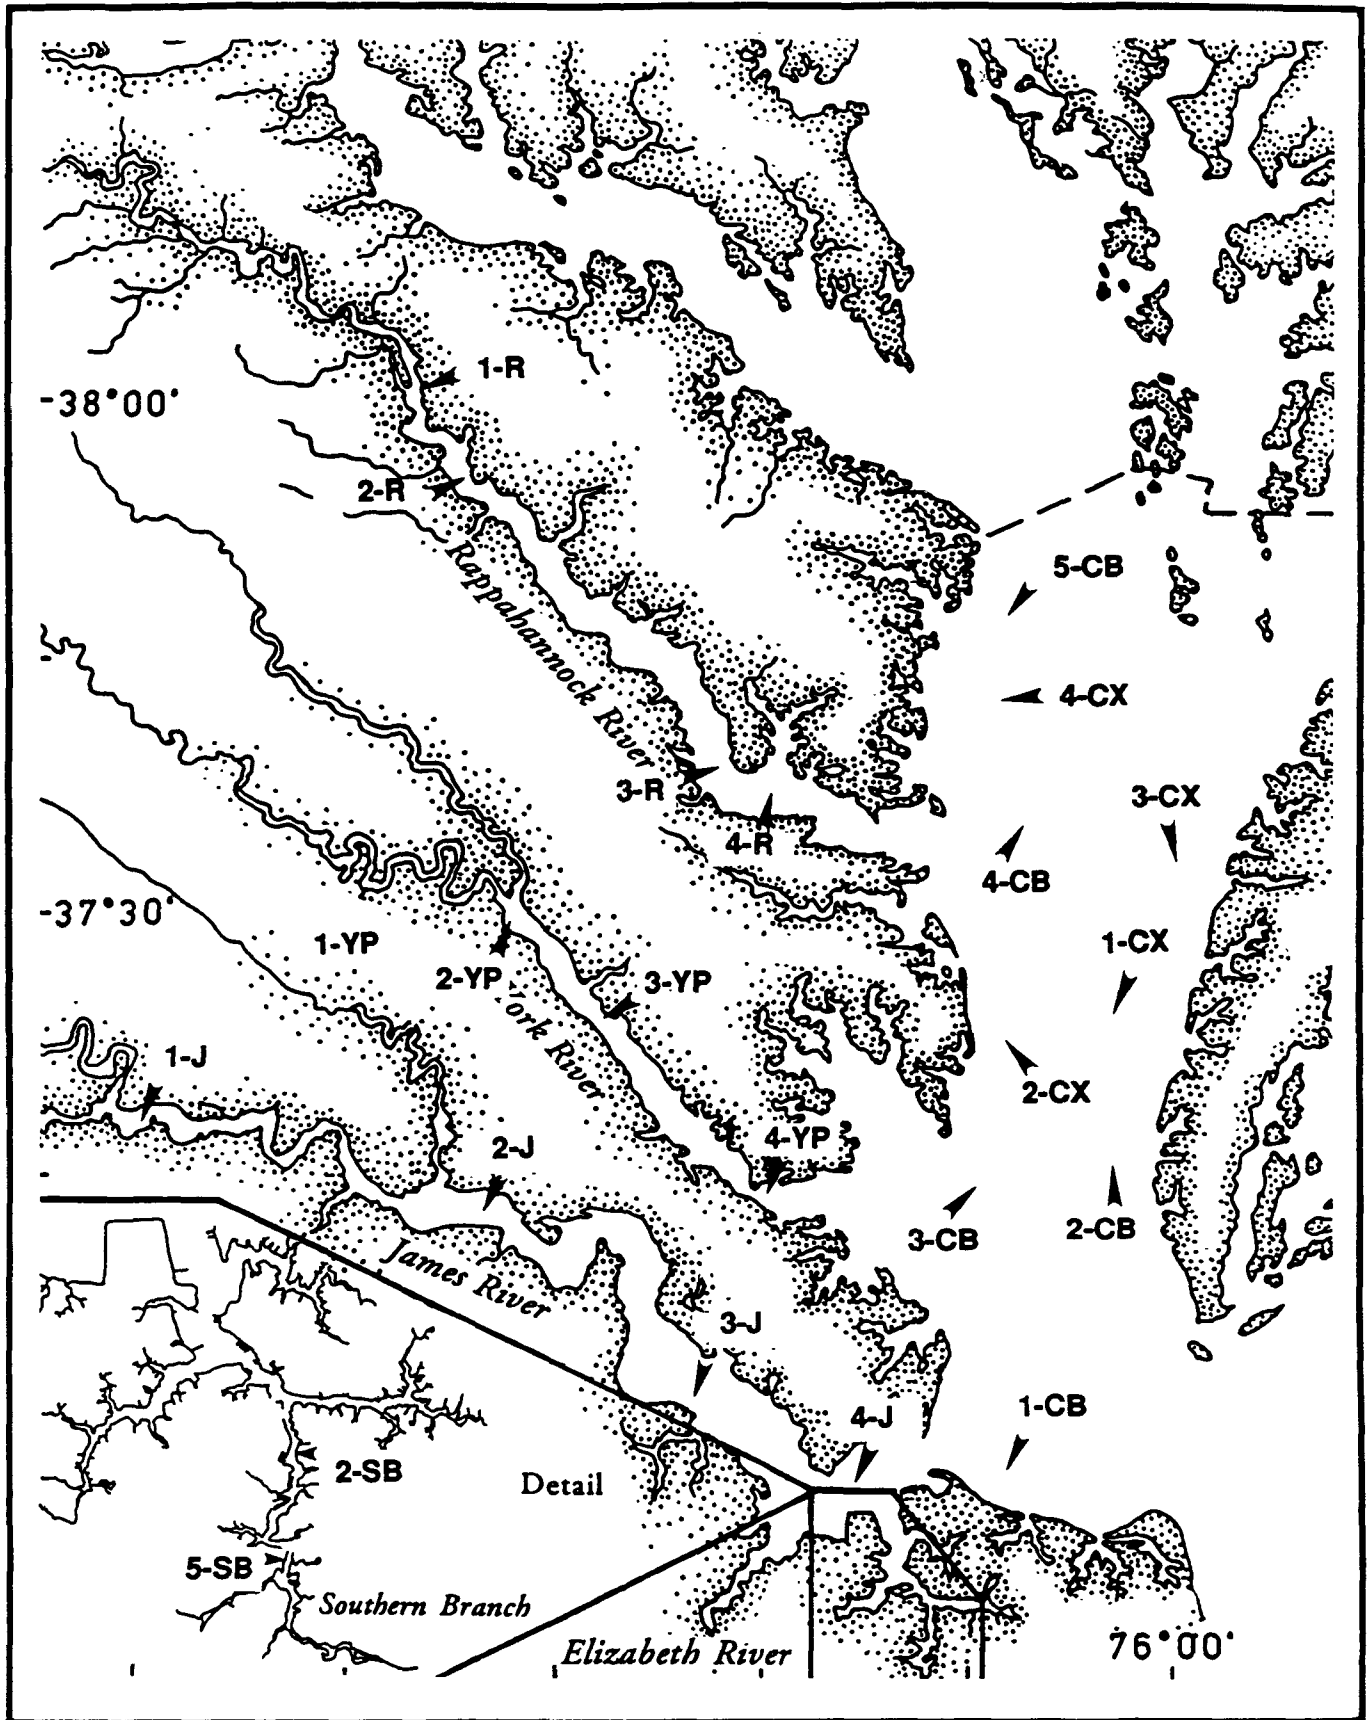 1-R
-38°00'
2-R
Rappahannock River
5-CB
4-CX
3-R
3-CX
4-R
4-CB
-37°30'
1-YP
1-CX
2-YP
3-YP
ork River
1-J
2-CX
2-J
4-YP
3-CB
2-CB
James River
3-J
1-CB
4-J
2-SB
Detail
5-SB
Southern Branch
Elizabeth River
76°00'